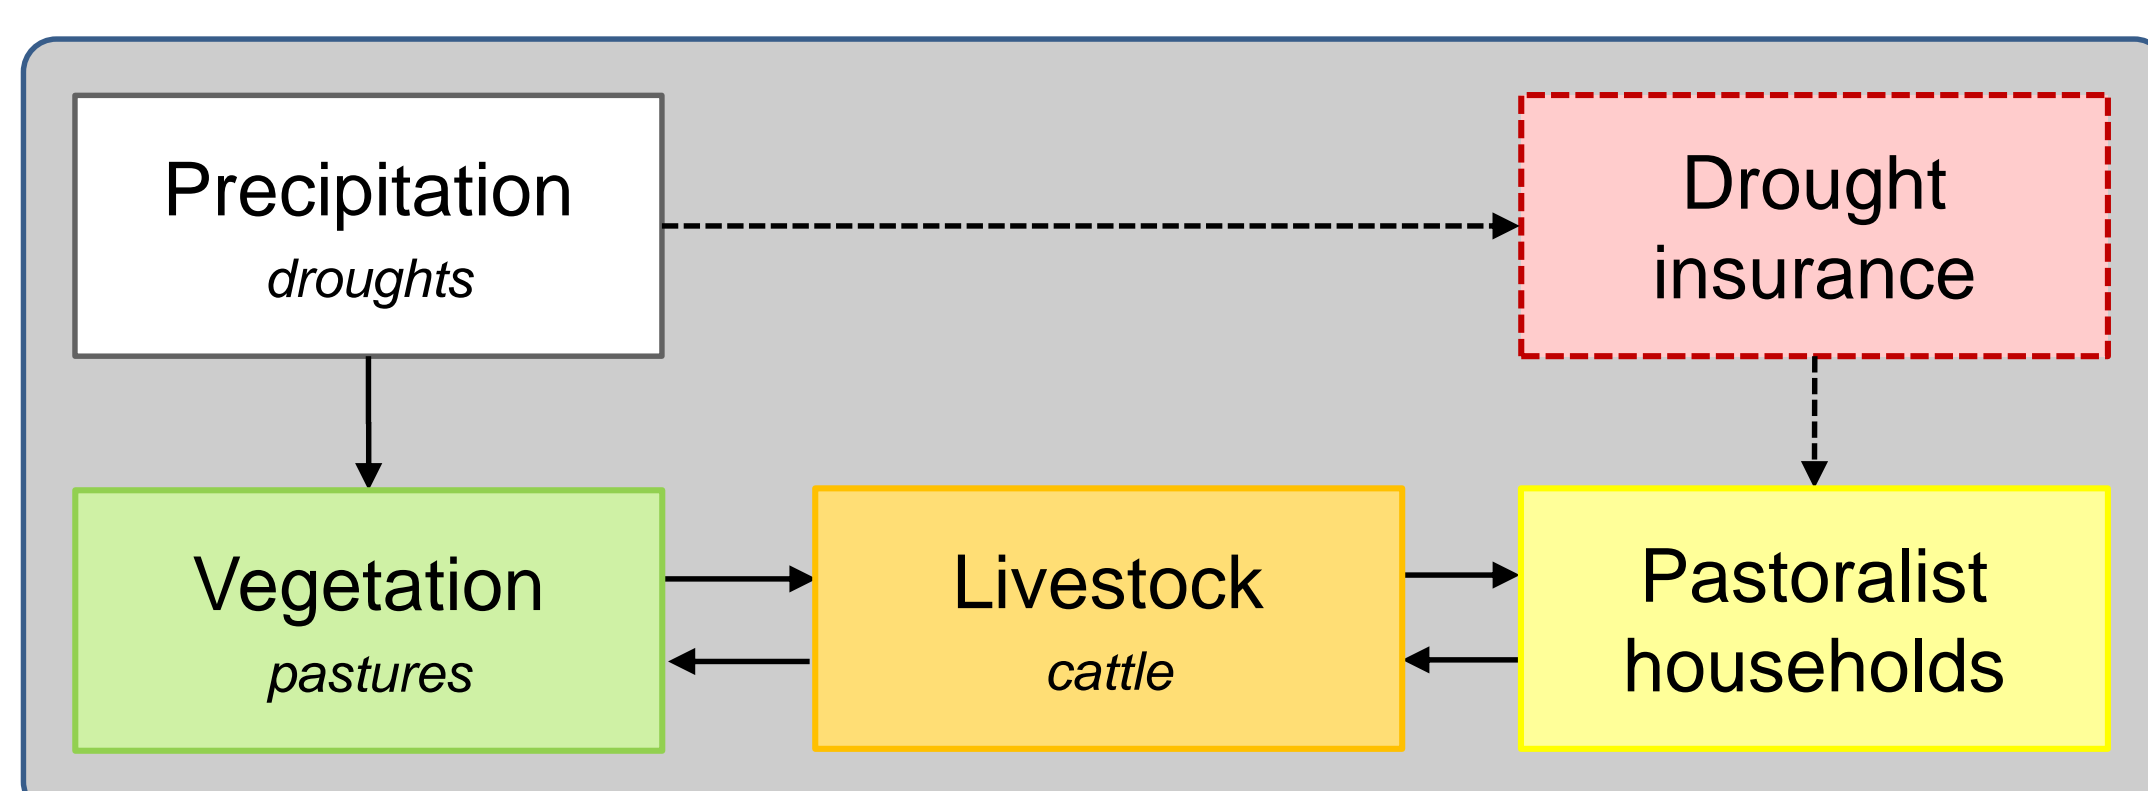 Precipitation
droughts
Drought
insurance
Vegetation
pastures
Livestock
cattle
Pastoralist
households